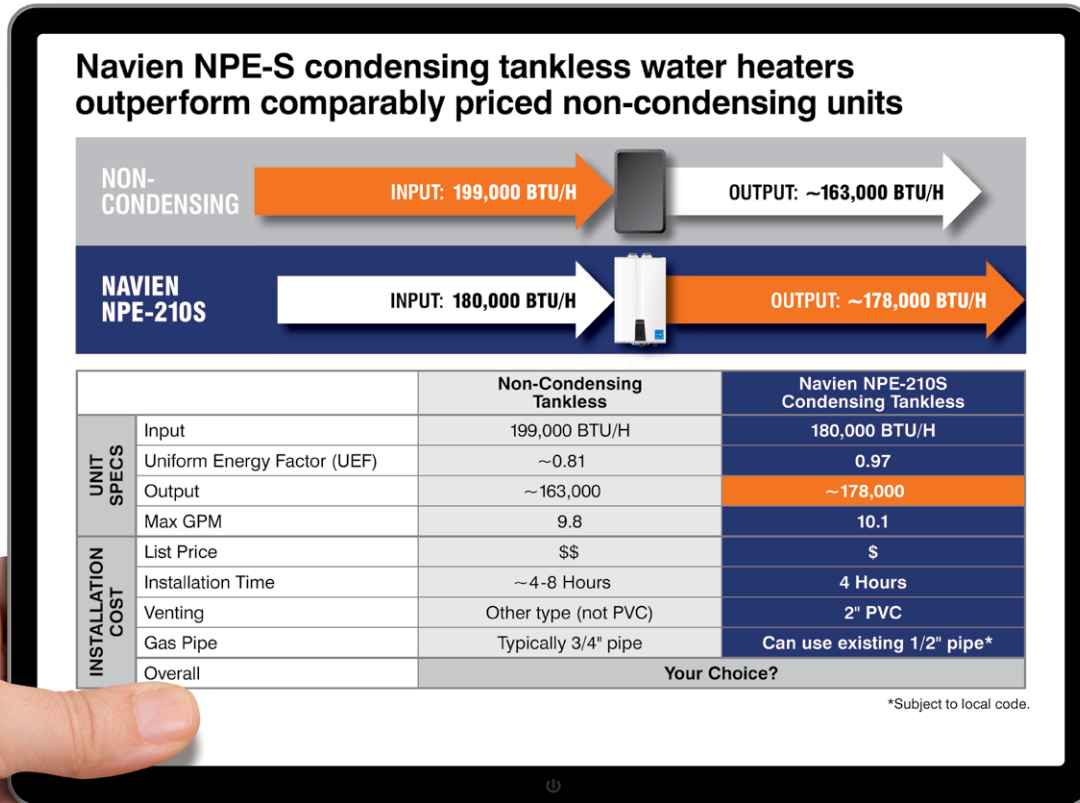 Navien NPE-S condensing tankless water heaters
outperform comparably priced non-condensing units
NON-
CONDENSING
INPUT: 199,000 BTU/H
OUTPUT: ~163,000 BTU/H
NAVIEN
NPE-210S
INPUT: 180,000 BTU/H
OUTPUT: ~178,000 BTU/H
Non-Condensing
Tankless
Navien NPE-210S
Condensing Tankless
UNIT
SPECS
Input 199,000 BTU/H 180,000 BTU/H
Uniform Energy Factor (UEF) ~0.81 0.97
Output ~163,000 ~178,000
Max GPM 9.8 10.1
INSTALLATION
COST
List Price $$ $
Installation Time ~4-8 Hours 4 Hours
Venting Other type (not PVC) 2" PVC
Gas Pipe Typically 3/4" pipe Can use existing 1/2" pipe*
Overall Your Choice?
*Subject to local code.